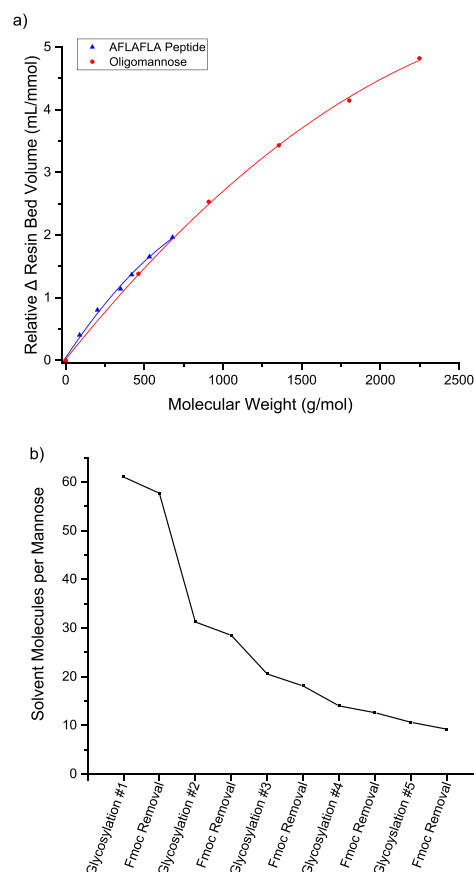 a)
AFLAFLA Peptide
Oligomannose
Relative Δ Resin Bed Volume (mL/mmol)
5
4
3
2
1
0
0 500 1000 1500 2000 2500
Molecular Weight (g/mol)
b)
Solvent Molecules per Mannose
60
50
40
30
20
10
0
Glycosylation #1
Fmoc Removal
Glycosylation #2
Fmoc Removal
Glycosylation #3
Fmoc Removal
Glycosylation #4
Fmoc Removal
Glycoyslation #5
Fmoc Removal